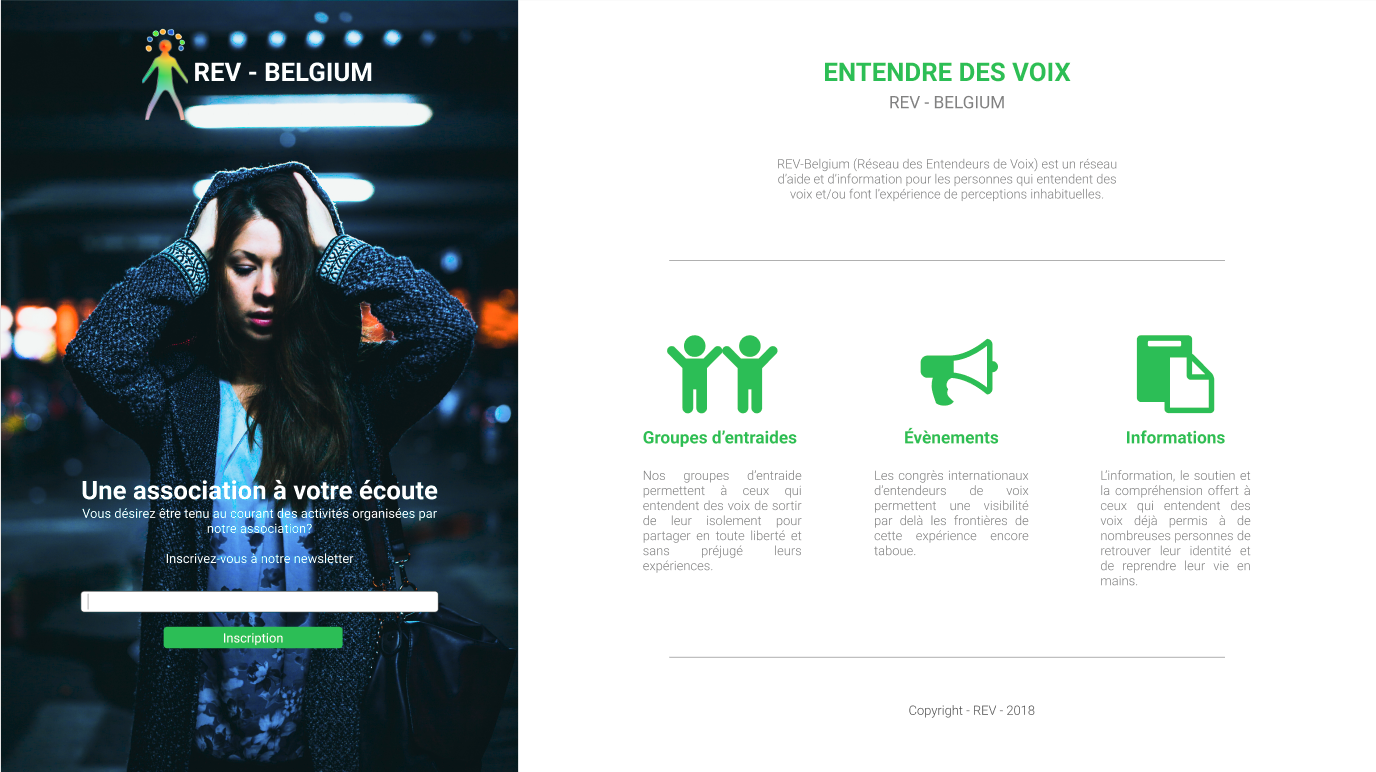 REV - BELGIUM
Une association à votre écoute
Vous désirez être tenu au courant des activités organisées par
notre association?
Inscrivez-vous à notre newsletter
Inscription
ENTENDRE DES VOIX
REV - BELGIUM
REV-Belgium (Réseau des Entendeurs de Voix) est un réseau
d'aide et d'information pour les personnes qui entendent des
voix et/ou font l'expérience de perceptions inhabituelles.
Groupes d'entraides
Nos groupes d'entraide
permettent à ceux qui
entendent des voix de sortir
de leur isolement pour
partager en toute liberté et
sans préjugé leurs
expériences.
Évènements
Les congrès internationaux
d'entendeurs de voix
permettent une visibilité
par delà les frontières de
cette expérience encore
taboue.
Informations
L'information, le soutien et
la compréhension offert à
ceux qui entendent des
voix déjà permis à de
nombreuses personnes de
retrouver leur identité et
de reprendre leur vie en
mains.
Copyright - REV - 2018